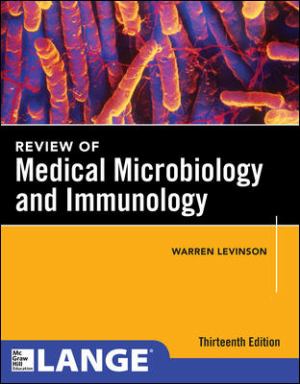 REVIEW OF
Medical Microbiology
and Immunology
WARREN LEVINSON
Thirteenth Edition
Mc
Graw
Hill
Education
LANGE®